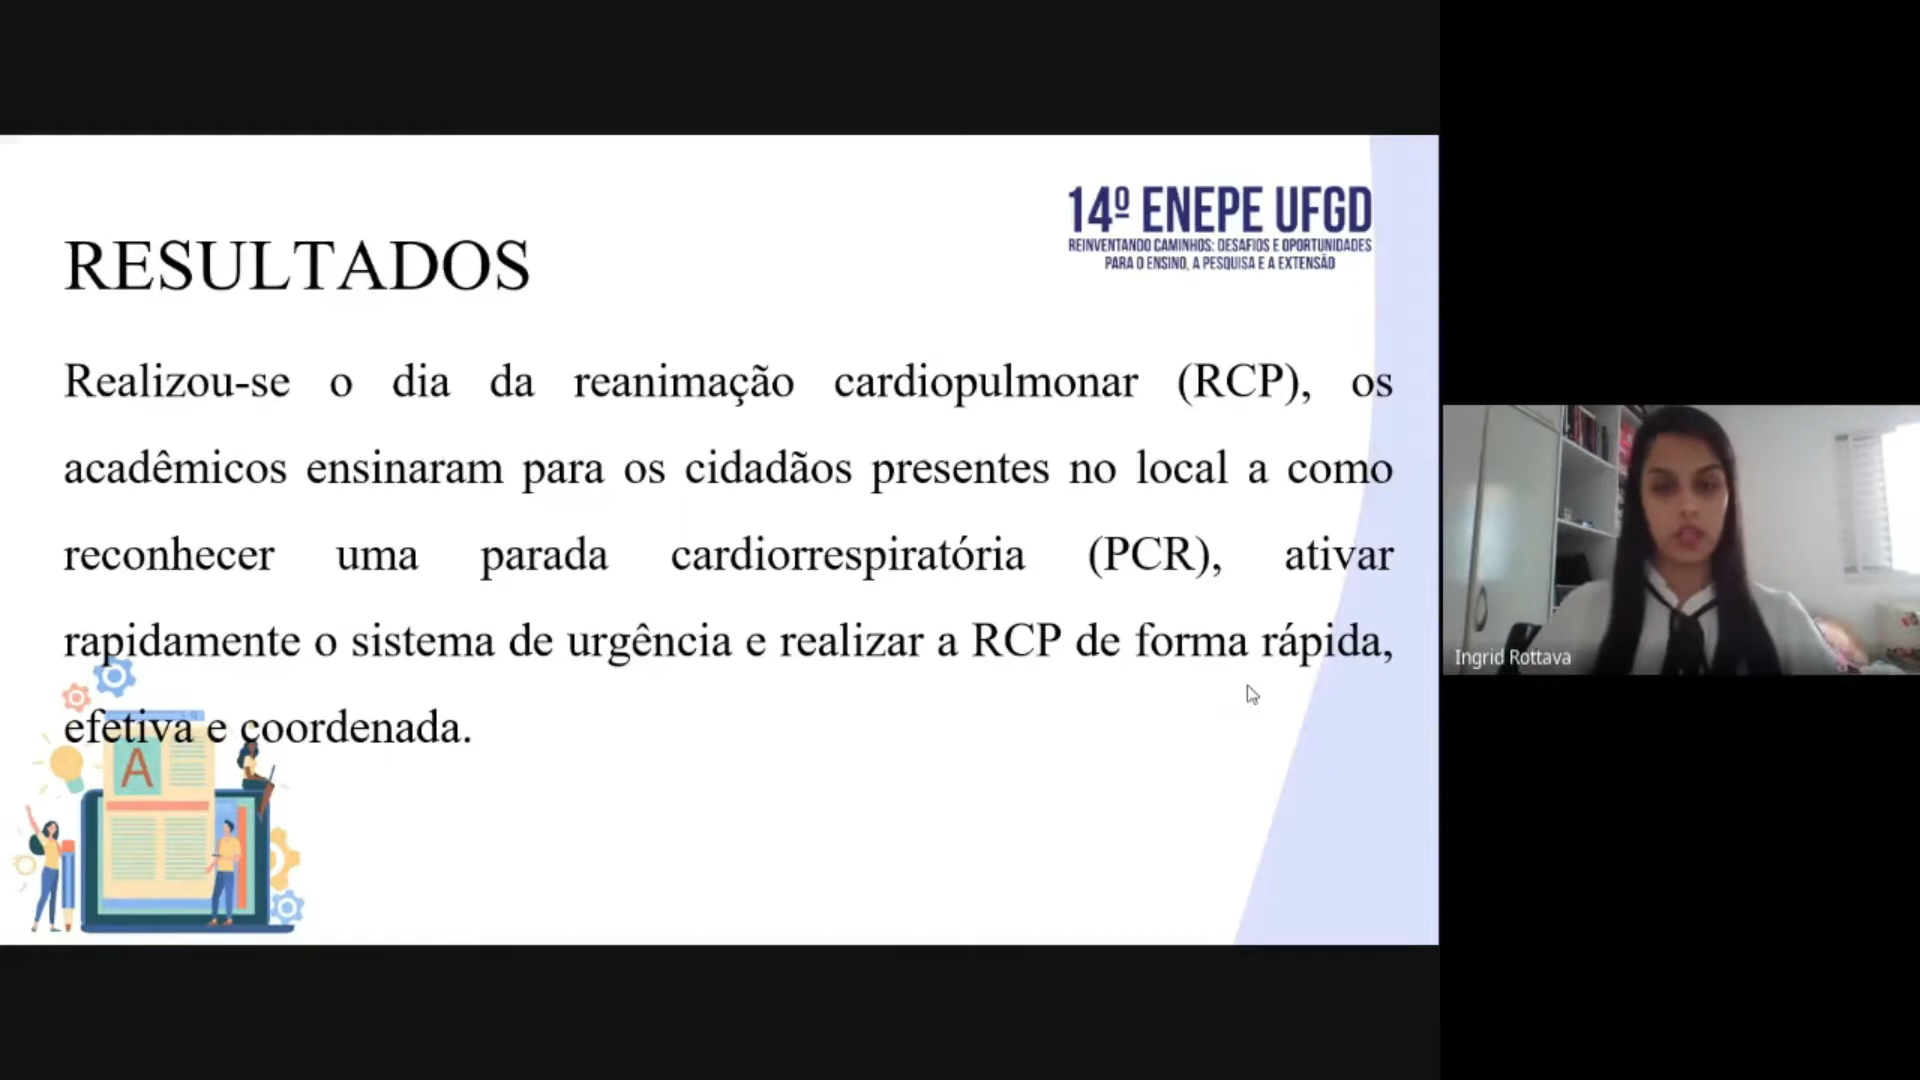 14º ENEPE UFGD
REINVENTANDO CAMINHOS: DESAFIOS E OPORTUNIDADES
PARA O ENSINO, A PESQUISA E A EXTENSÃO
RESULTADOS
Realizou-se o dia da reanimação cardiopulmonar (RCP), os
acadêmicos ensinaram para os cidadãos presentes no local a como
reconhecer uma parada cardiorrespiratória (PCR), ativar
rapidamente o sistema de urgência e realizar a RCP de forma rápida,
efetiva e coordenada.
A
Ingrid Rottava